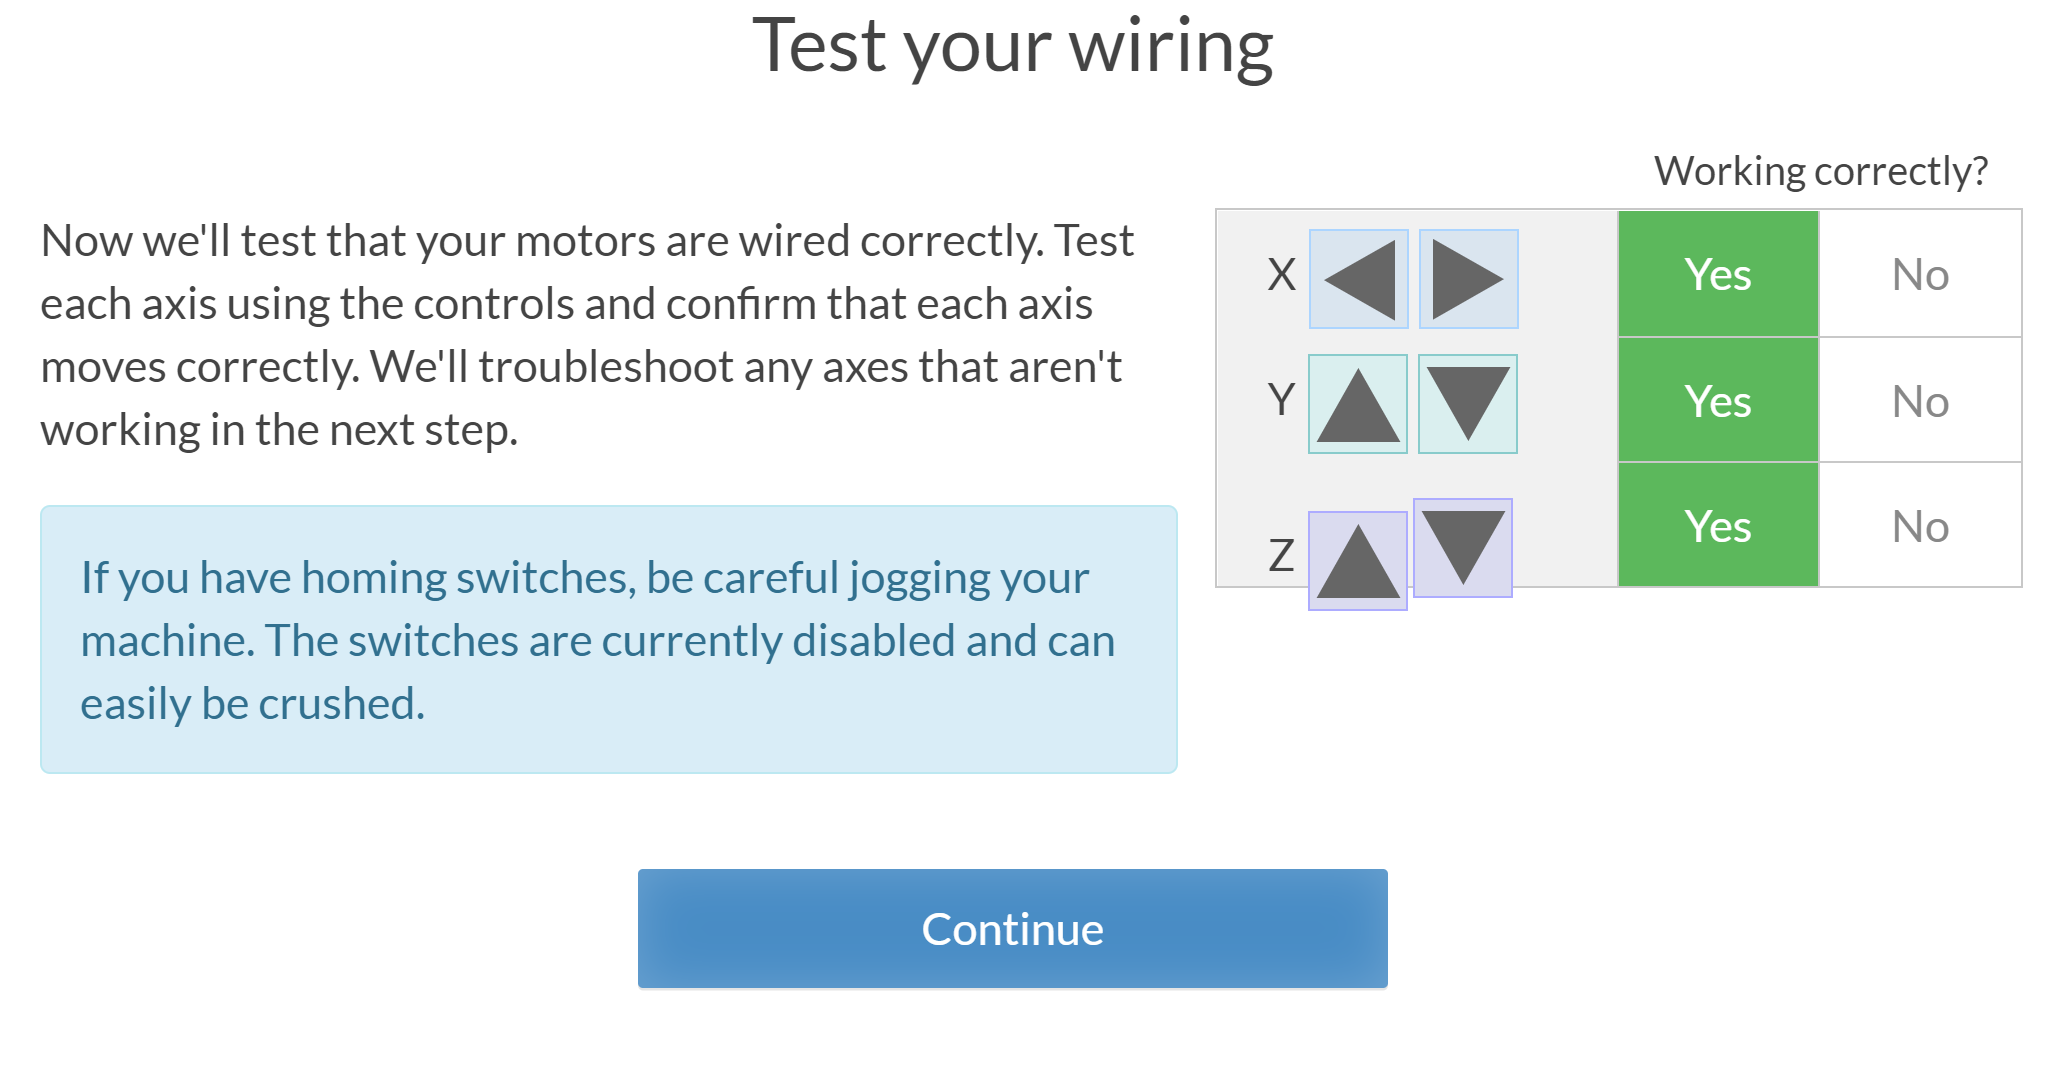 Test your wiring
Working correctly?
Now we'll test that your motors are wired correctly. Test
each axis using the controls and confirm that each axis
moves correctly. We'll troubleshoot any axes that aren't
working in the next step.
X Yes No
Y Yes No
Z Yes No
If you have homing switches, be careful jogging your
machine. The switches are currently disabled and can
easily be crushed.
Continue